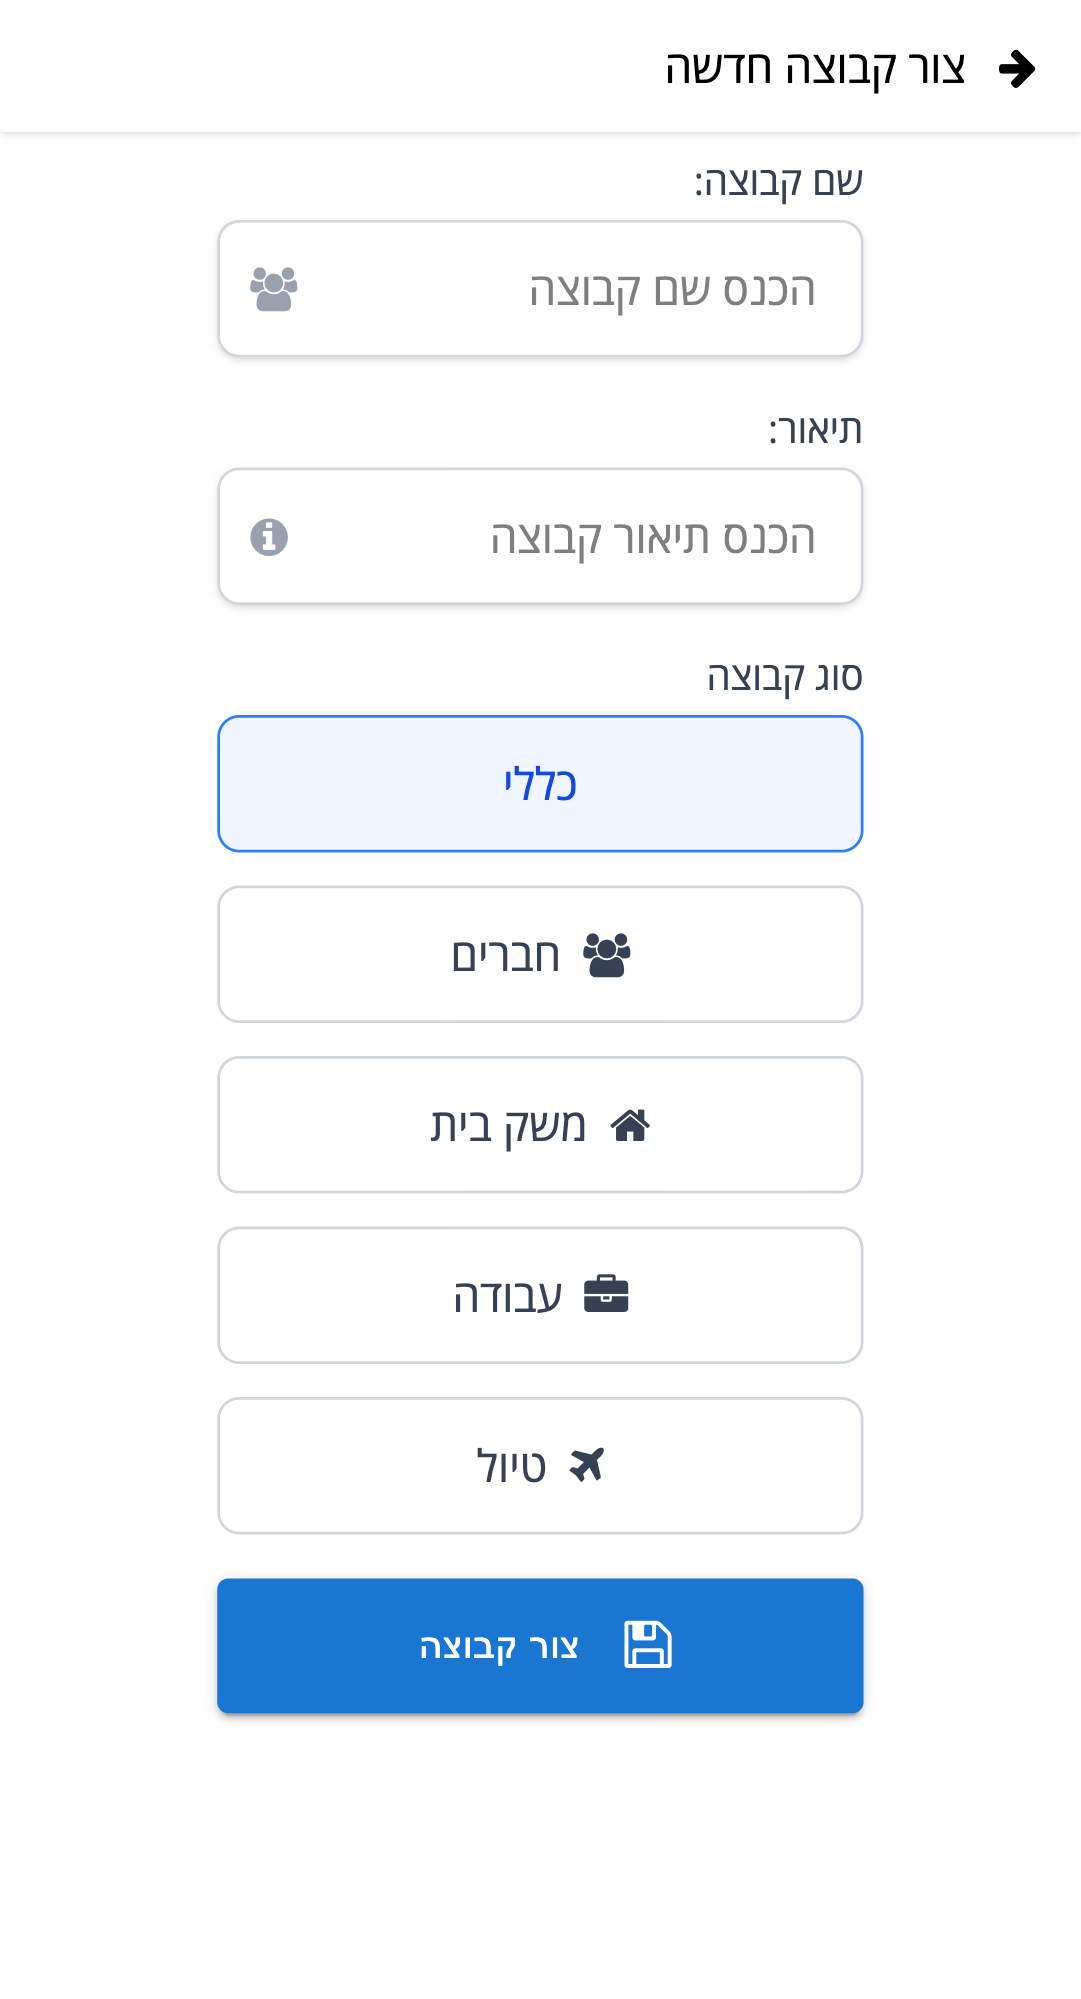 צור קבוצה חדשה
שם קבוצה:
הכנס שם קבוצה
תיאור:
הכנס תיאור קבוצה
סוג קבוצה
כללי
חברים
משק בית
עבודה
טיול
צור קבוצה